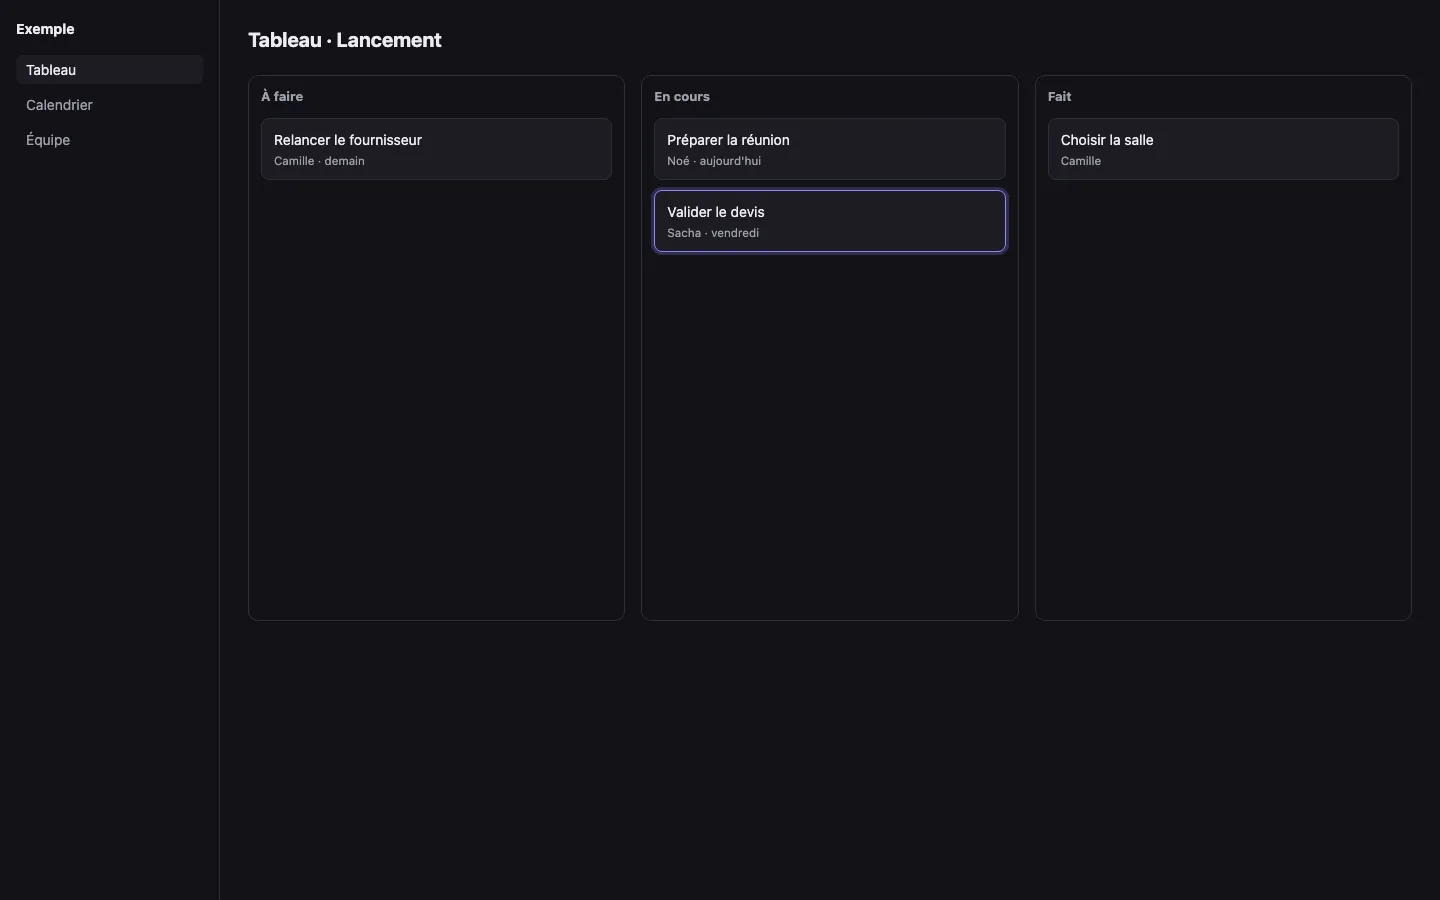 Exemple
Tableau
Calendrier
Équipe
Tableau · Lancement
À faire
Relancer le fournisseur
Camille · demain
En cours
Préparer la réunion
Noé · aujourd'hui
Valider le devis
Sacha · vendredi
Fait
Choisir la salle
Camille